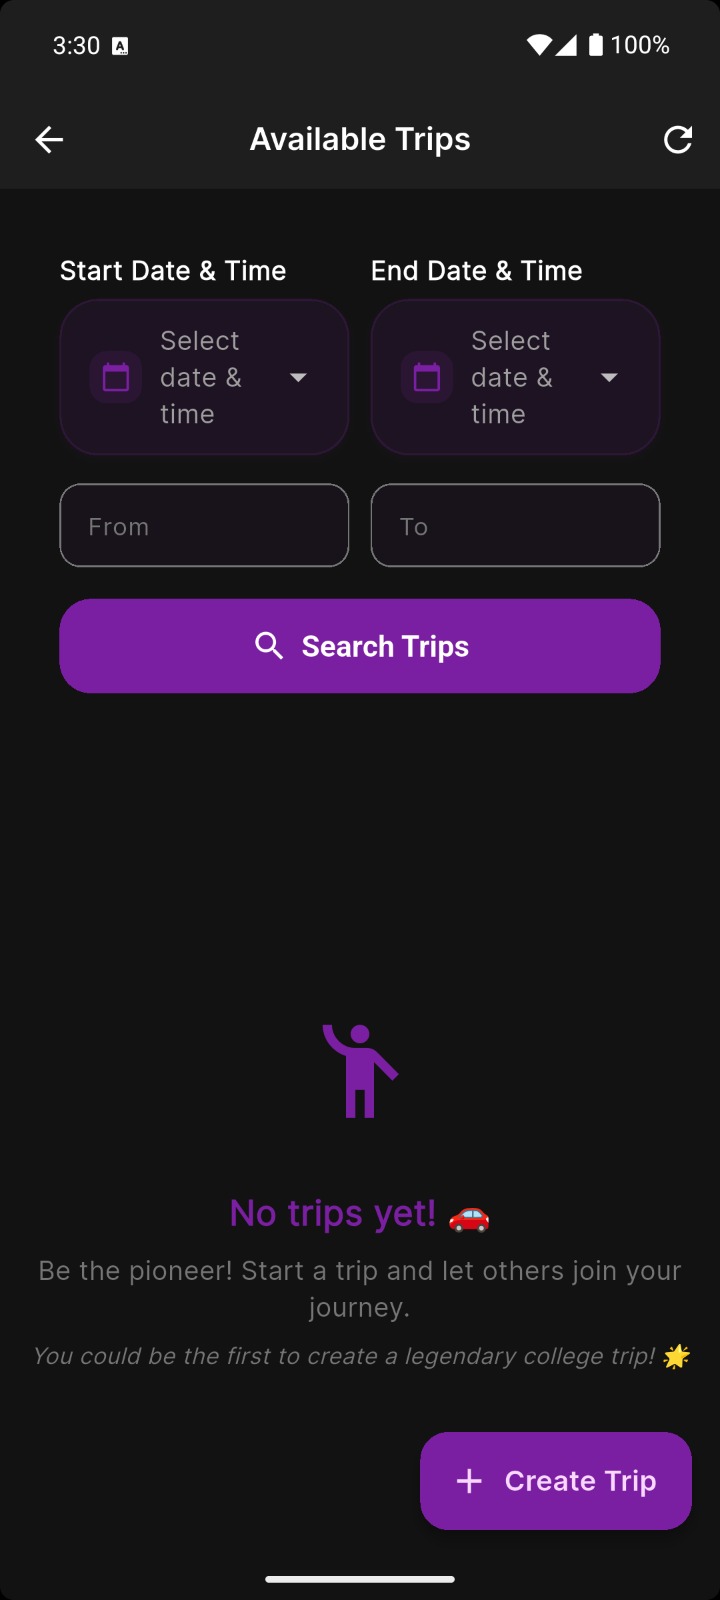 3:30 A 100%
Available Trips
Start Date & Time End Date & Time
Select Select
date & date &
time time
From To
Search Trips
No trips yet! 🚗
Be the pioneer! Start a trip and let others join your
journey.
You could be the first to create a legendary college trip! 🌟
Create Trip